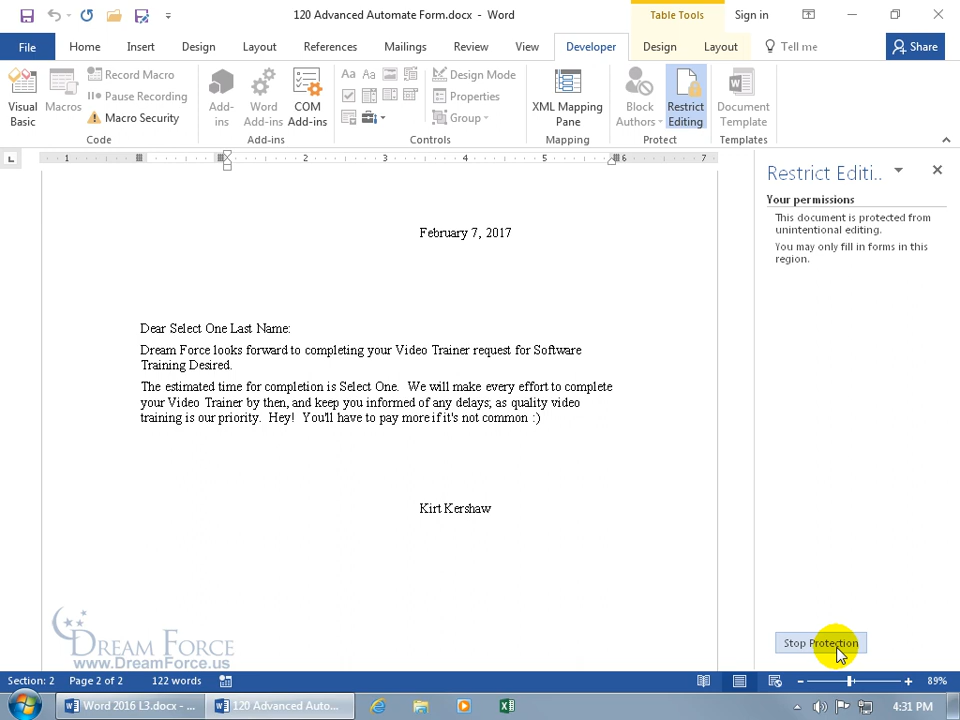 120 Advanced Automate Form.docx - Word
Table Tools
Sign in
File
Home
Insert
Design
Layout
References
Mailings
Review
View
Developer
Design
Layout
Tell me
Share
Visual Basic
Macros
Record Macro
Pause Recording
Macro Security
Code
Add-ins
Word Add-ins
COM Add-ins
Add-ins
Aa Aa
Design Mode
Properties
Group
Controls
XML Mapping Pane
Mapping
Block Authors
Restrict Editing
Protect
Document Template
Templates
L
1 2 3 4 5 6 7
Restrict Editi..
Your permissions
This document is protected from
unintentional editing.
You may only fill in forms in this
region.
Stop Protection
February 7, 2017
Dear Select One Last Name:
Dream Force looks forward to completing your Video Trainer request for Software
Training Desired.
The estimated time for completion is Select One. We will make every effort to complete
your Video Trainer by then, and keep you informed of any delays; as quality video
training is our priority. Hey! You'll have to pay more if it's not common :)
Kirt Kershaw
DREAM FORCE
www.DreamForce.us
Section: 2 Page 2 of 2 122 words
89%
Word 2016 L3.docx - ...
120 Advanced Auto...
4:31 PM